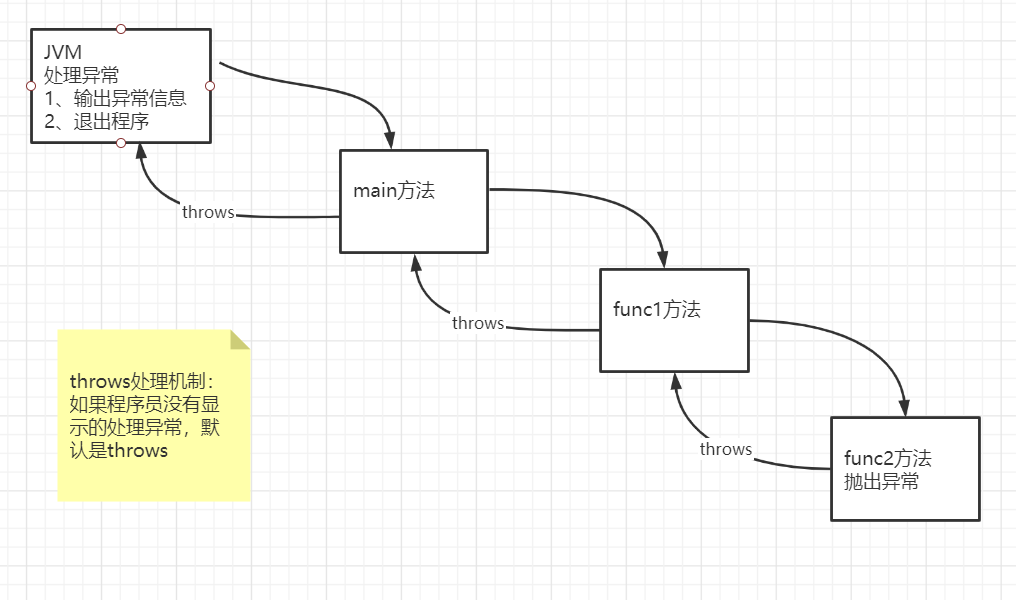 JVM
处理异常
1、输出异常信息
2、退出程序
main方法
throws
func1方法
throws
throws处理机制：
如果程序员没有显
示的处理异常，默
认是throws
throws
func2方法
抛出异常